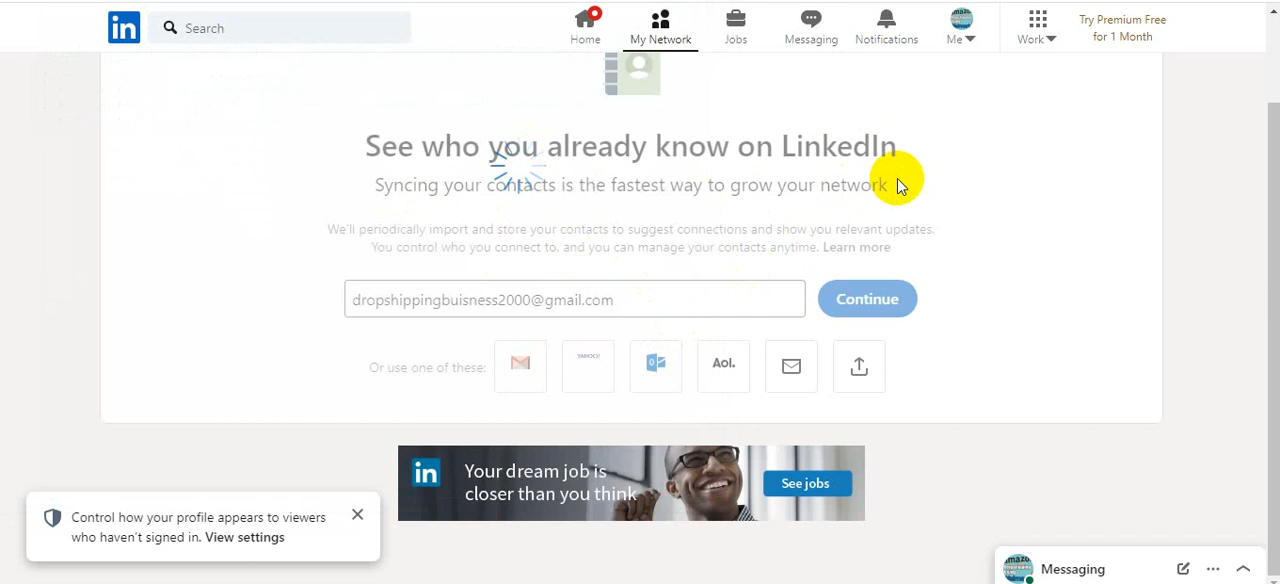 in
Search
Home
My Network
Jobs
Messaging
Notifications
Me
Work
Try Premium Free
for 1 Month
See who you already know on LinkedIn
Syncing your contacts is the fastest way to grow your network
We'll periodically import and store your contacts to suggest connections and show you relevant updates.
You control who you connect to, and you can manage your contacts anytime. Learn more
dropshippingbuisness2000@gmail.com
Continue
Or use one of these:
YAHOO!
Aol.
in
Your dream job is
closer than you think
See jobs
Control how your profile appears to viewers
who haven't signed in. View settings
Messaging